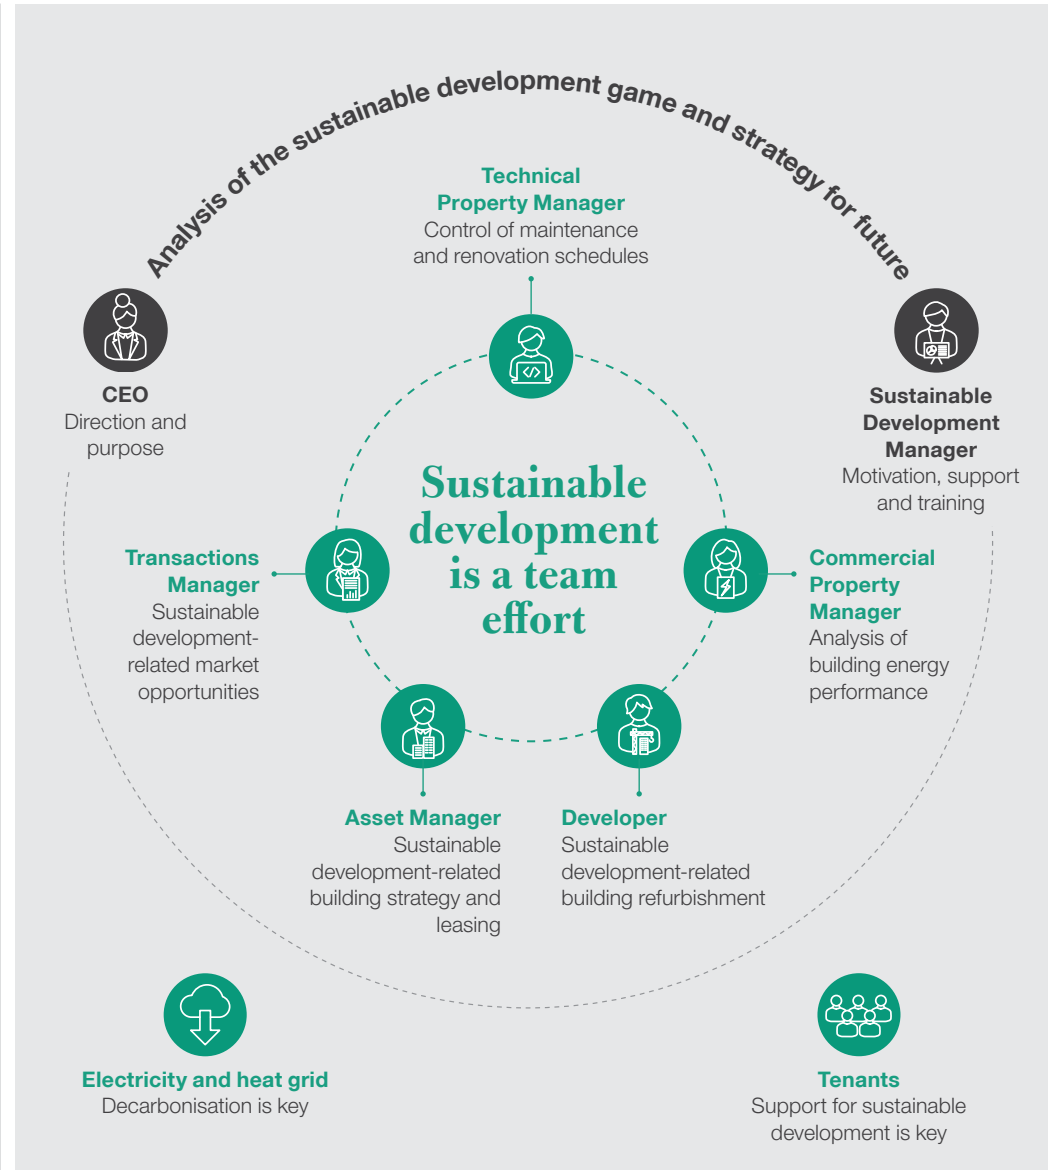 Analysis of the sustainable development game and strategy for future
Technical
Property Manager
Control of maintenance
and renovation schedules
CEO
Direction and
purpose
Sustainable
Development
Manager
Motivation, support
and training
Sustainable
development
is a team
effort
Transactions
Manager
Sustainable
development-
related market
opportunities
Commercial
Property
Manager
Analysis of
building energy
performance
Asset Manager
Sustainable
development-related
building strategy and
leasing
Developer
Sustainable
development-related
building refurbishment
Electricity and heat grid
Decarbonisation is key
Tenants
Support for sustainable
development is key